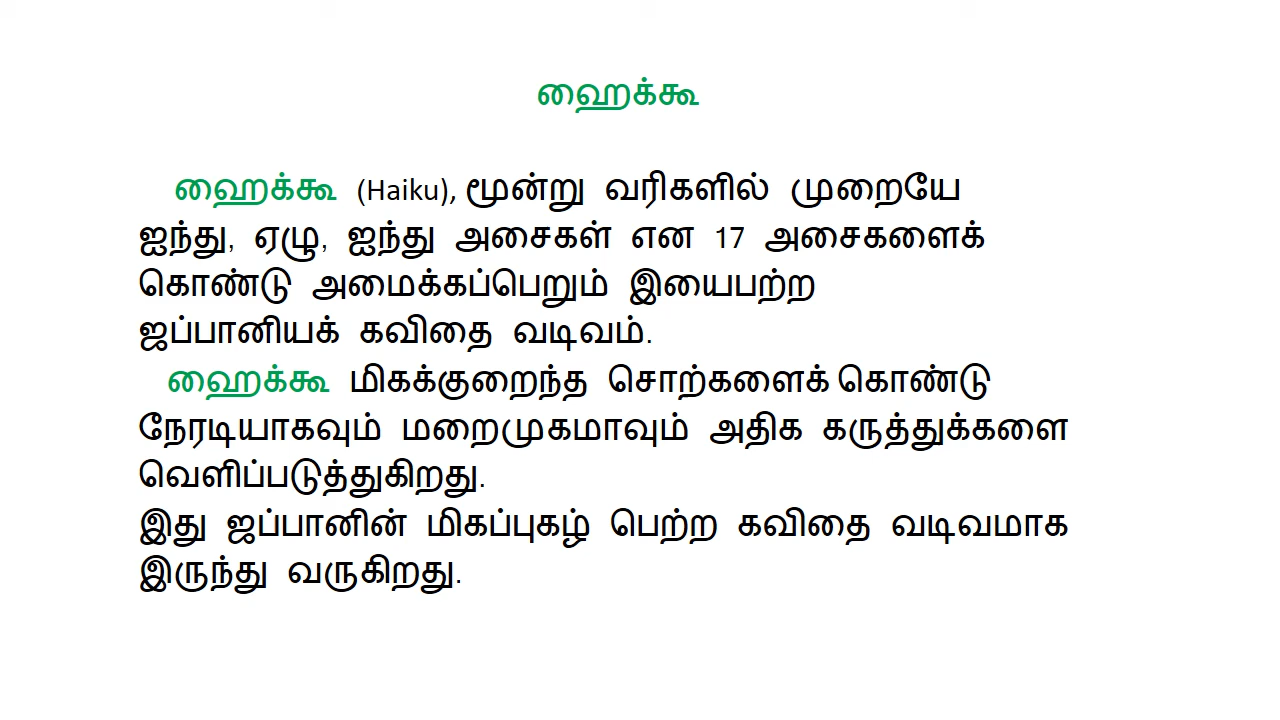 ஹைக்கூ
ஹைக்கூ (Haiku), மூன்று வரிகளில் முறையே
ஐந்து, ஏழு, ஐந்து அசைகள் என 17 அசைகளைக்
கொண்டு அமைக்கப்பெறும் இயைபற்ற
ஜப்பானியக் கவிதை வடிவம்.
ஹைக்கூ மிகக்குறைந்த சொற்களைக் கொண்டு
நேரடியாகவும் மறைமுகமாவும் அதிக கருத்துக்களை
வெளிப்படுத்துகிறது.
இது ஜப்பானின் மிகப்புகழ் பெற்ற கவிதை வடிவமாக
இருந்து வருகிறது.